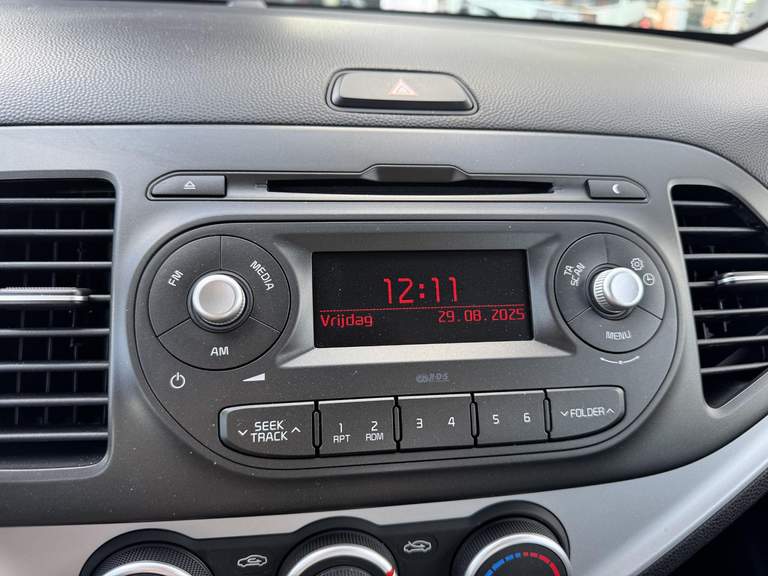 12:11
Vrijdag 29.08.2025
FM
MEDIA
AM
TA
SCAN
MENU
RDS
SEEK
TRACK
1 RPT
2 RDM
3 4
5 6
FOLDER